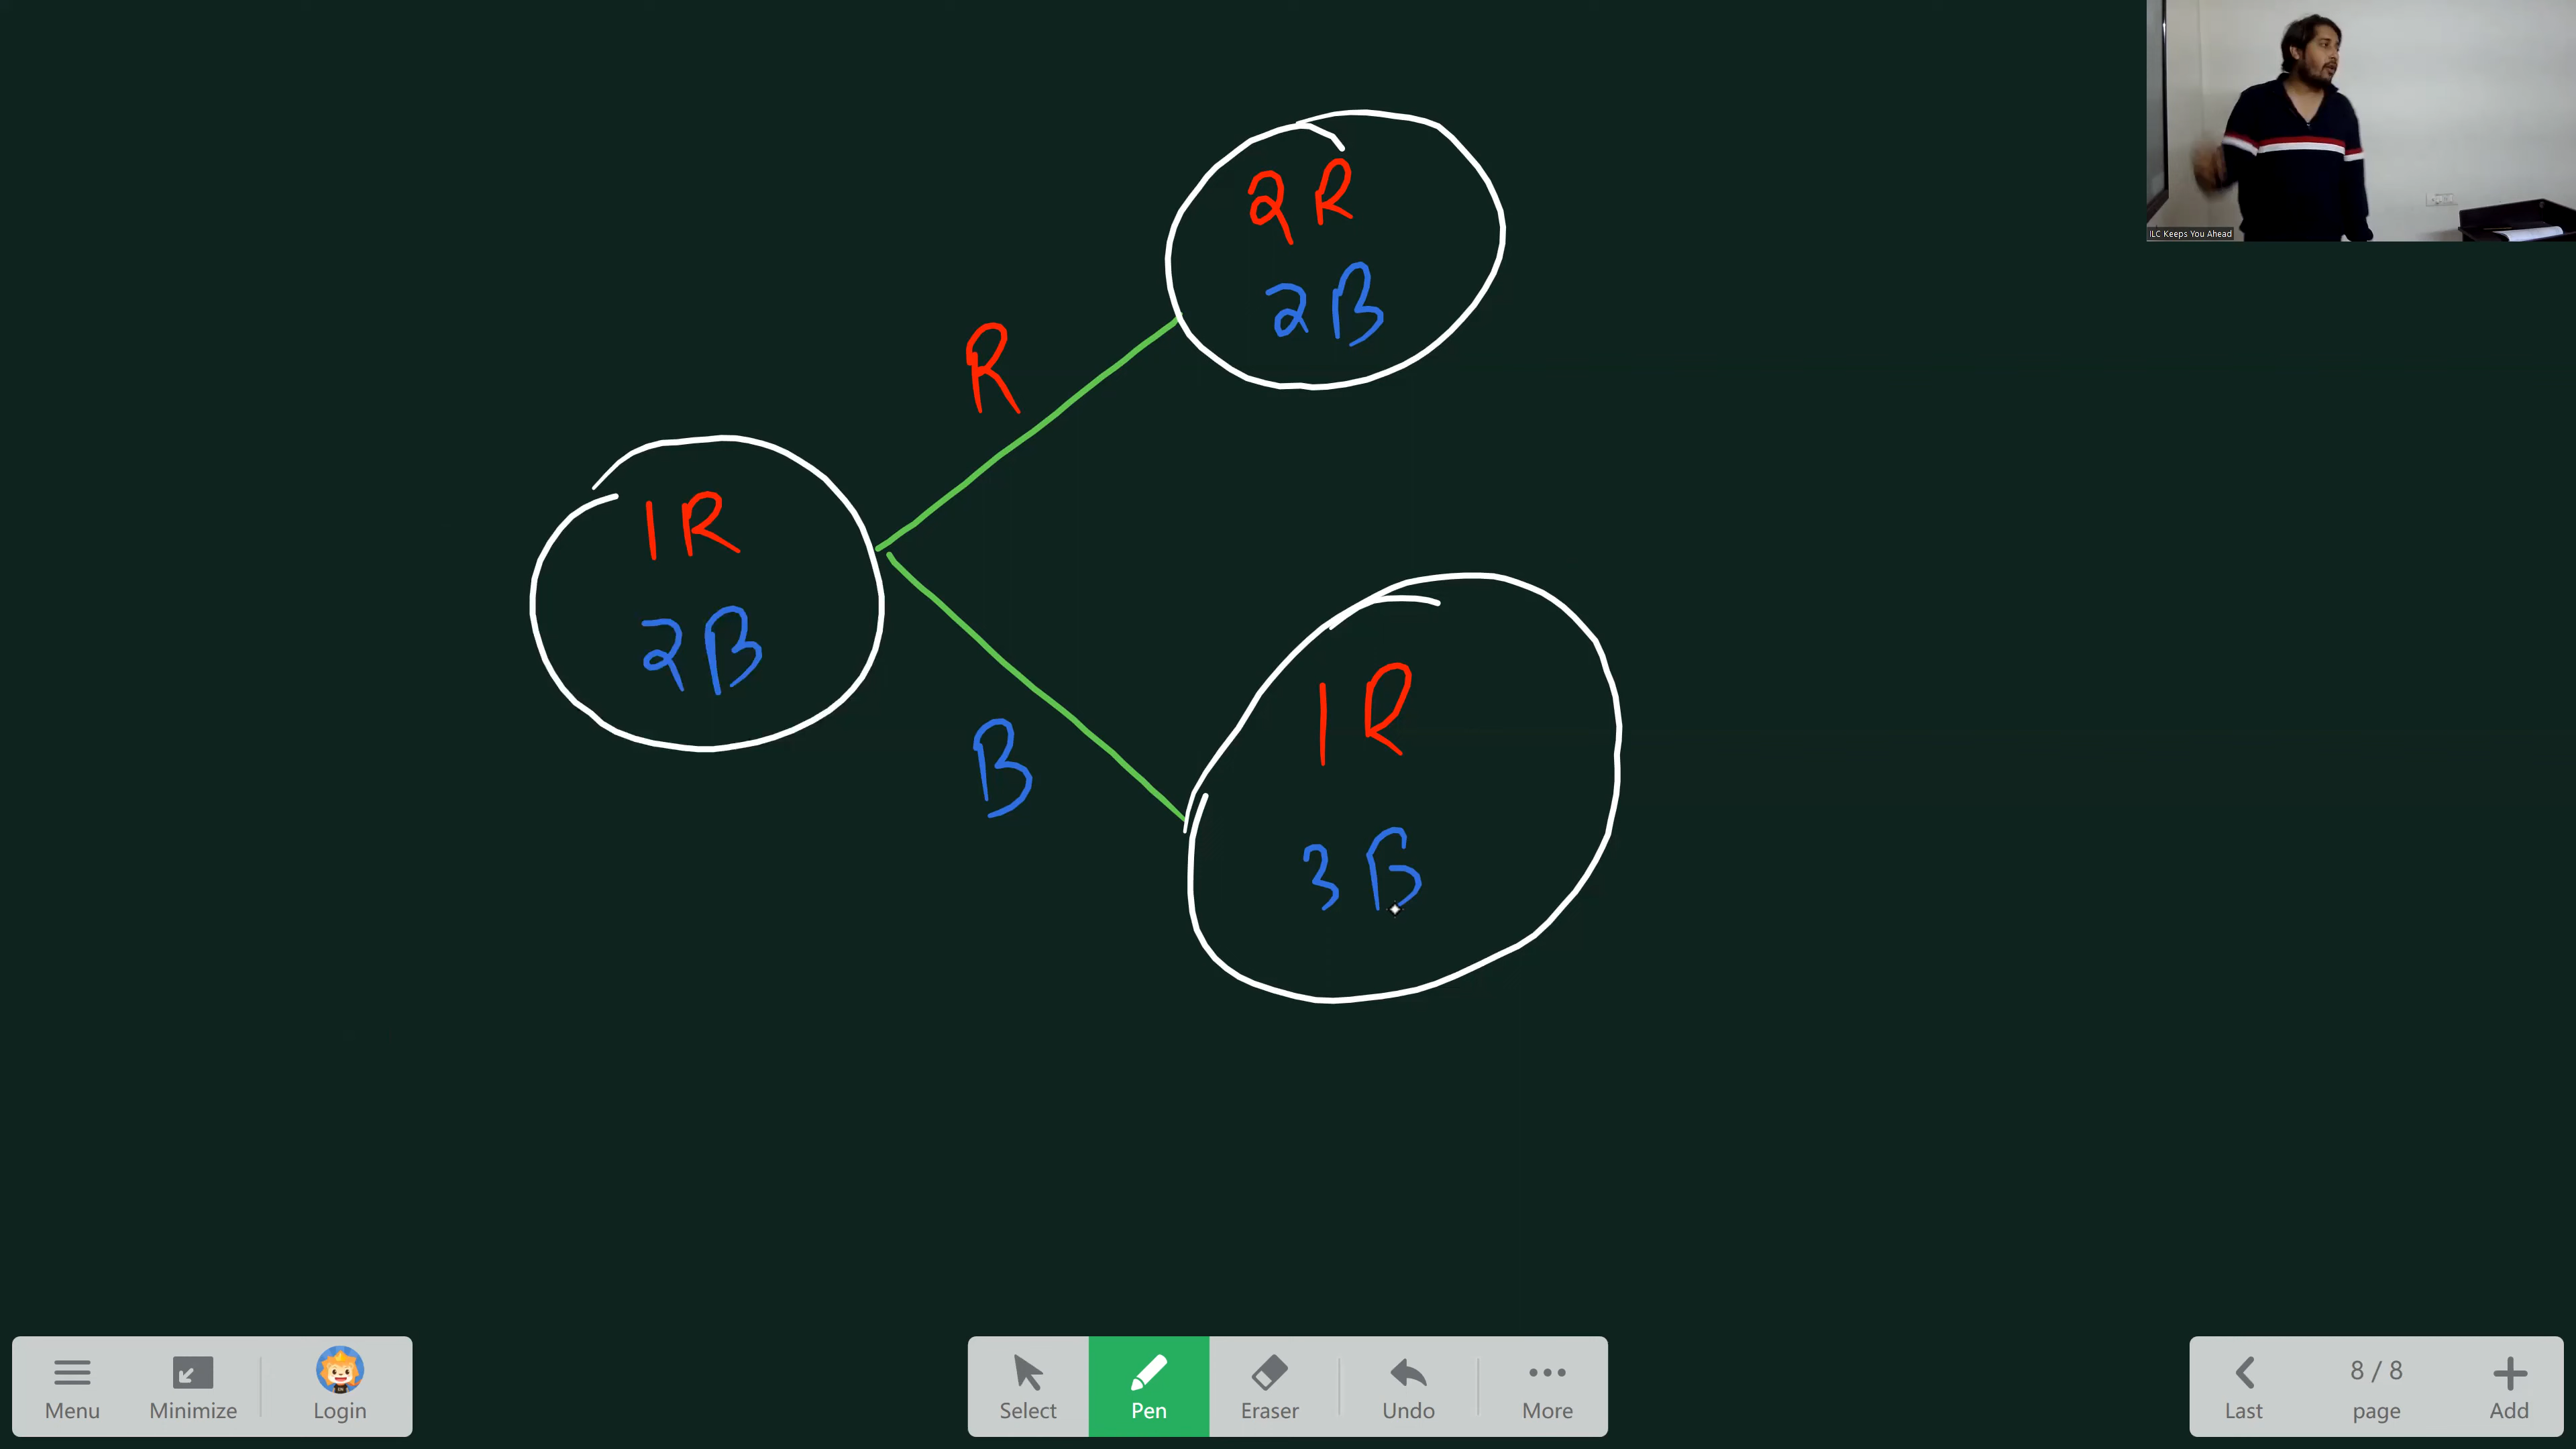 ILC Keeps You Ahead
2R
2B
R
1R
2B
B
1R
3B
Menu
Minimize
Login
Select
Pen
Eraser
Undo
More
Last
8 / 8
page
Add